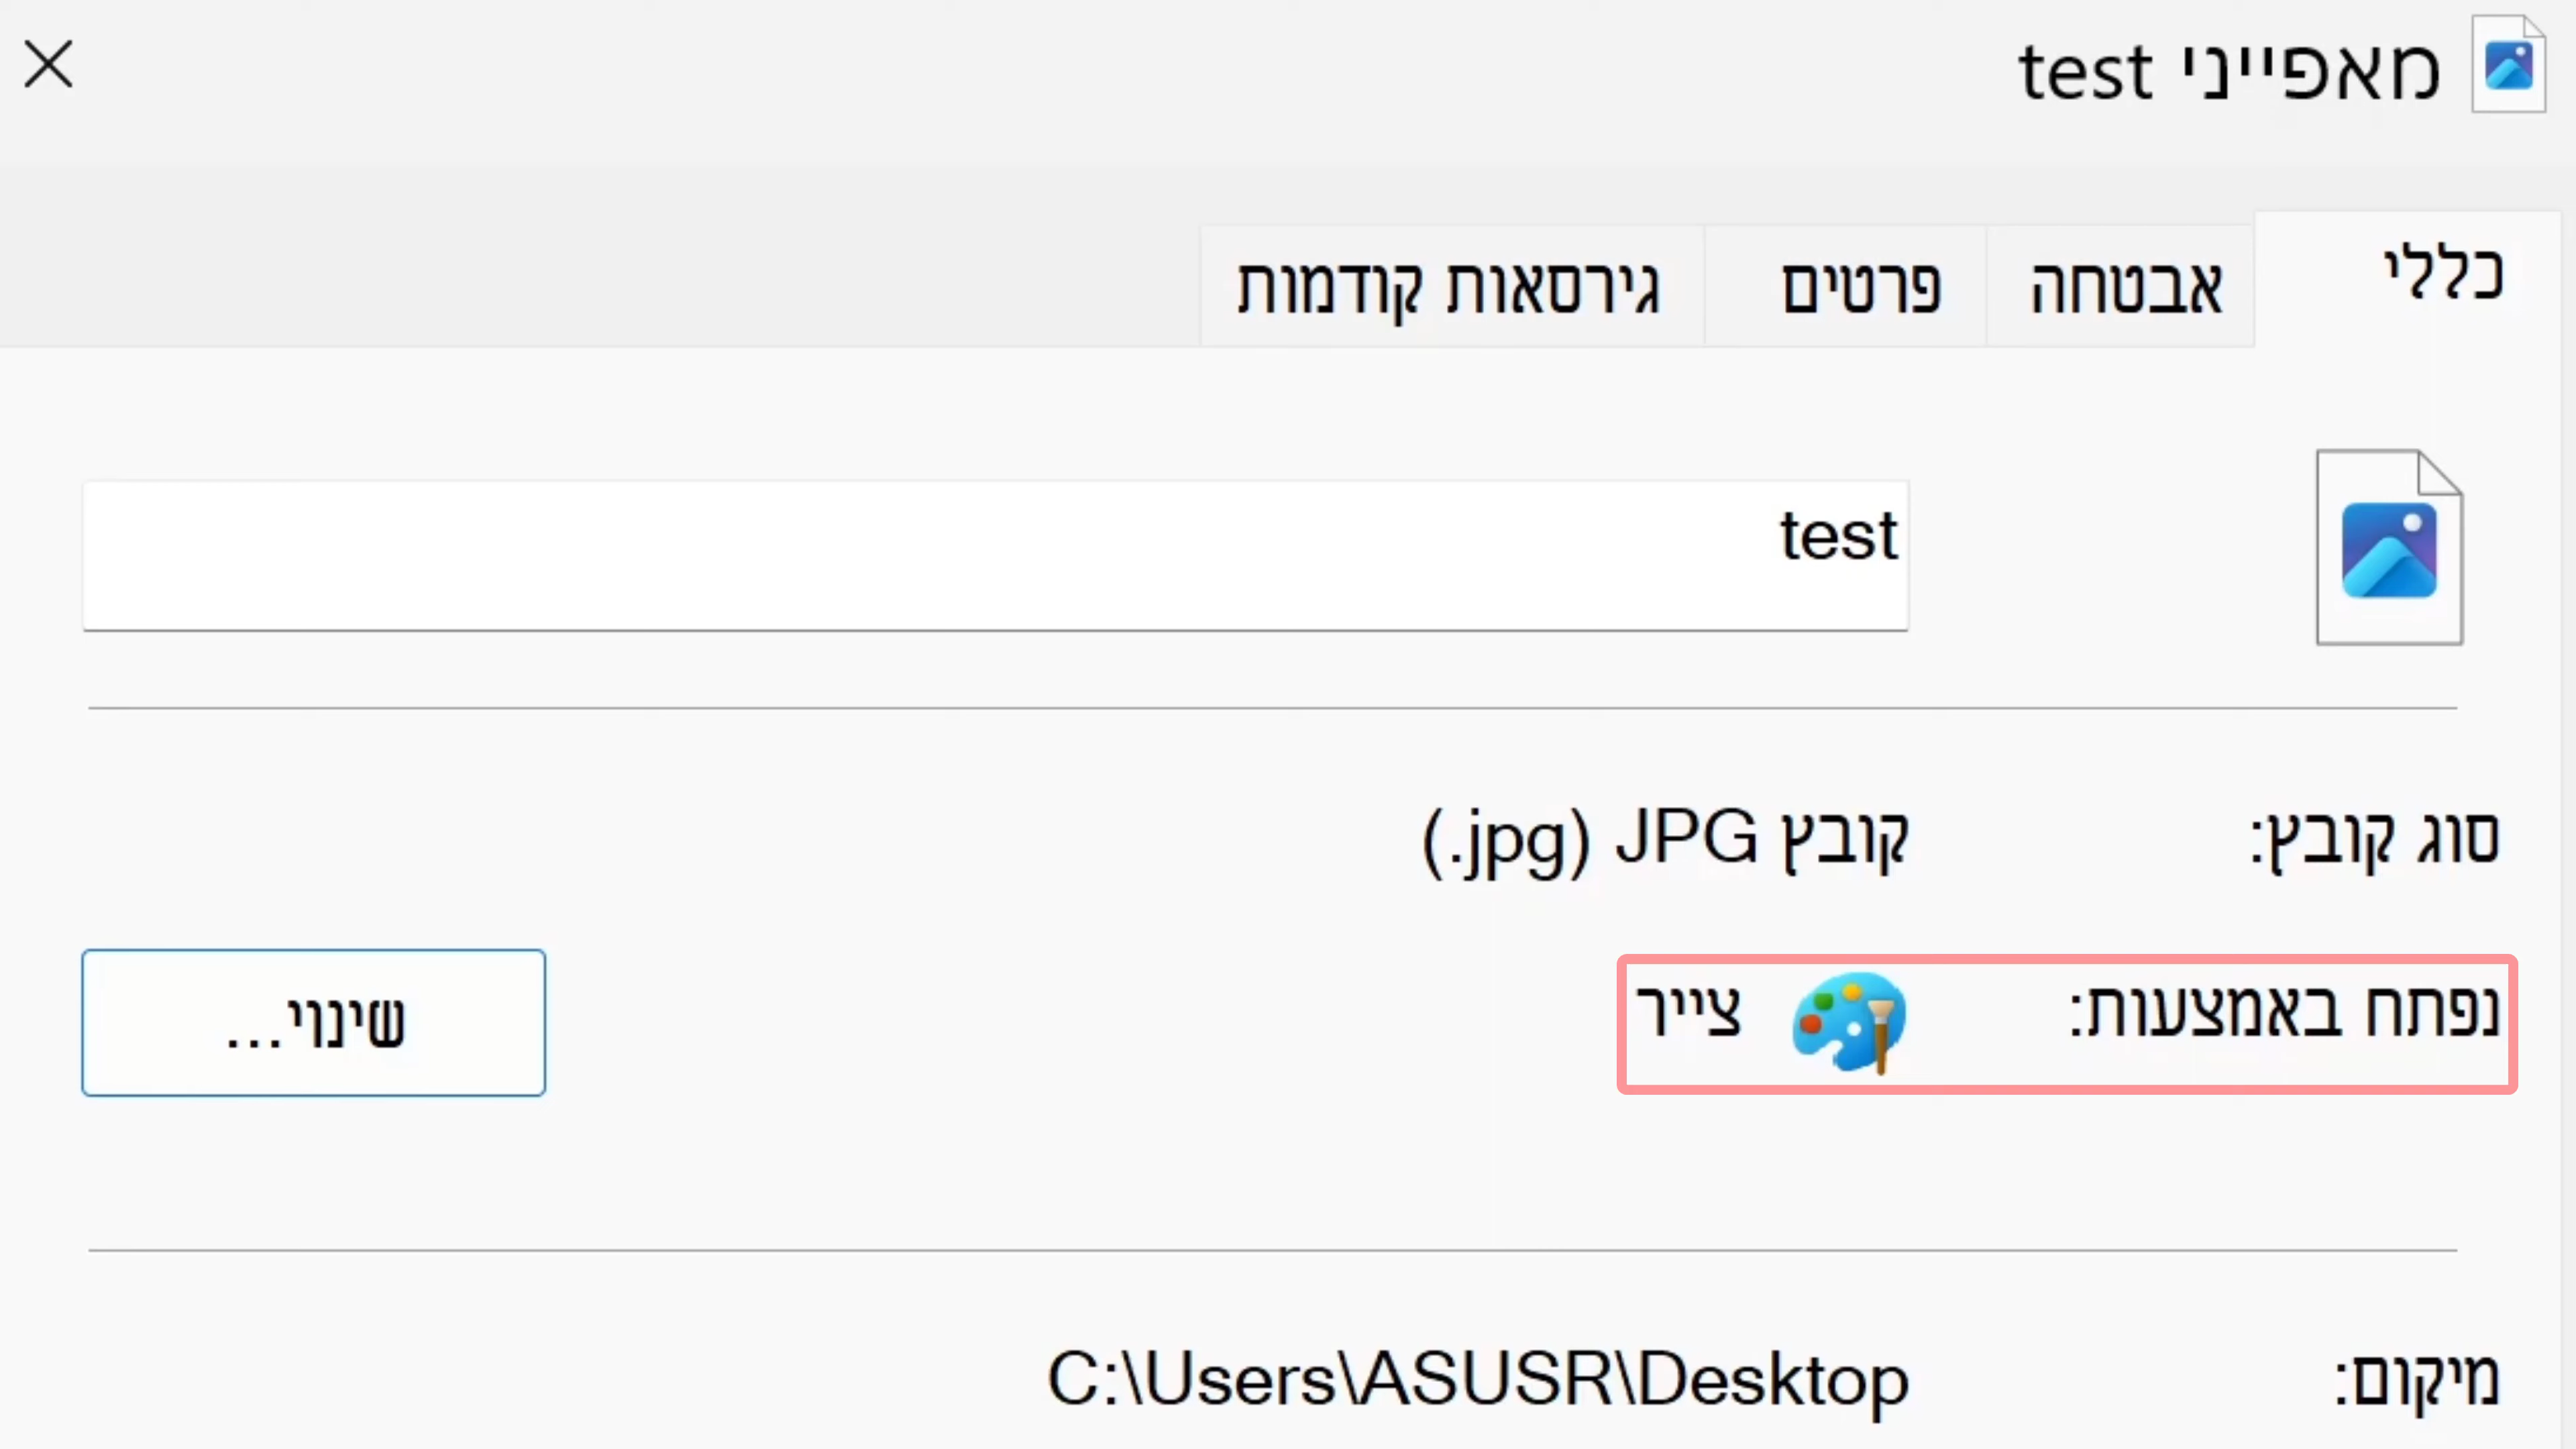 מאפייני test
כללי
אבטחה
פרטים
גירסאות קודמות
test
סוג קובץ: קובץ JPG (.jpg)
נפתח באמצעות: צייר
שינוי...
מיקום: C:\Users\ASUSR\Desktop